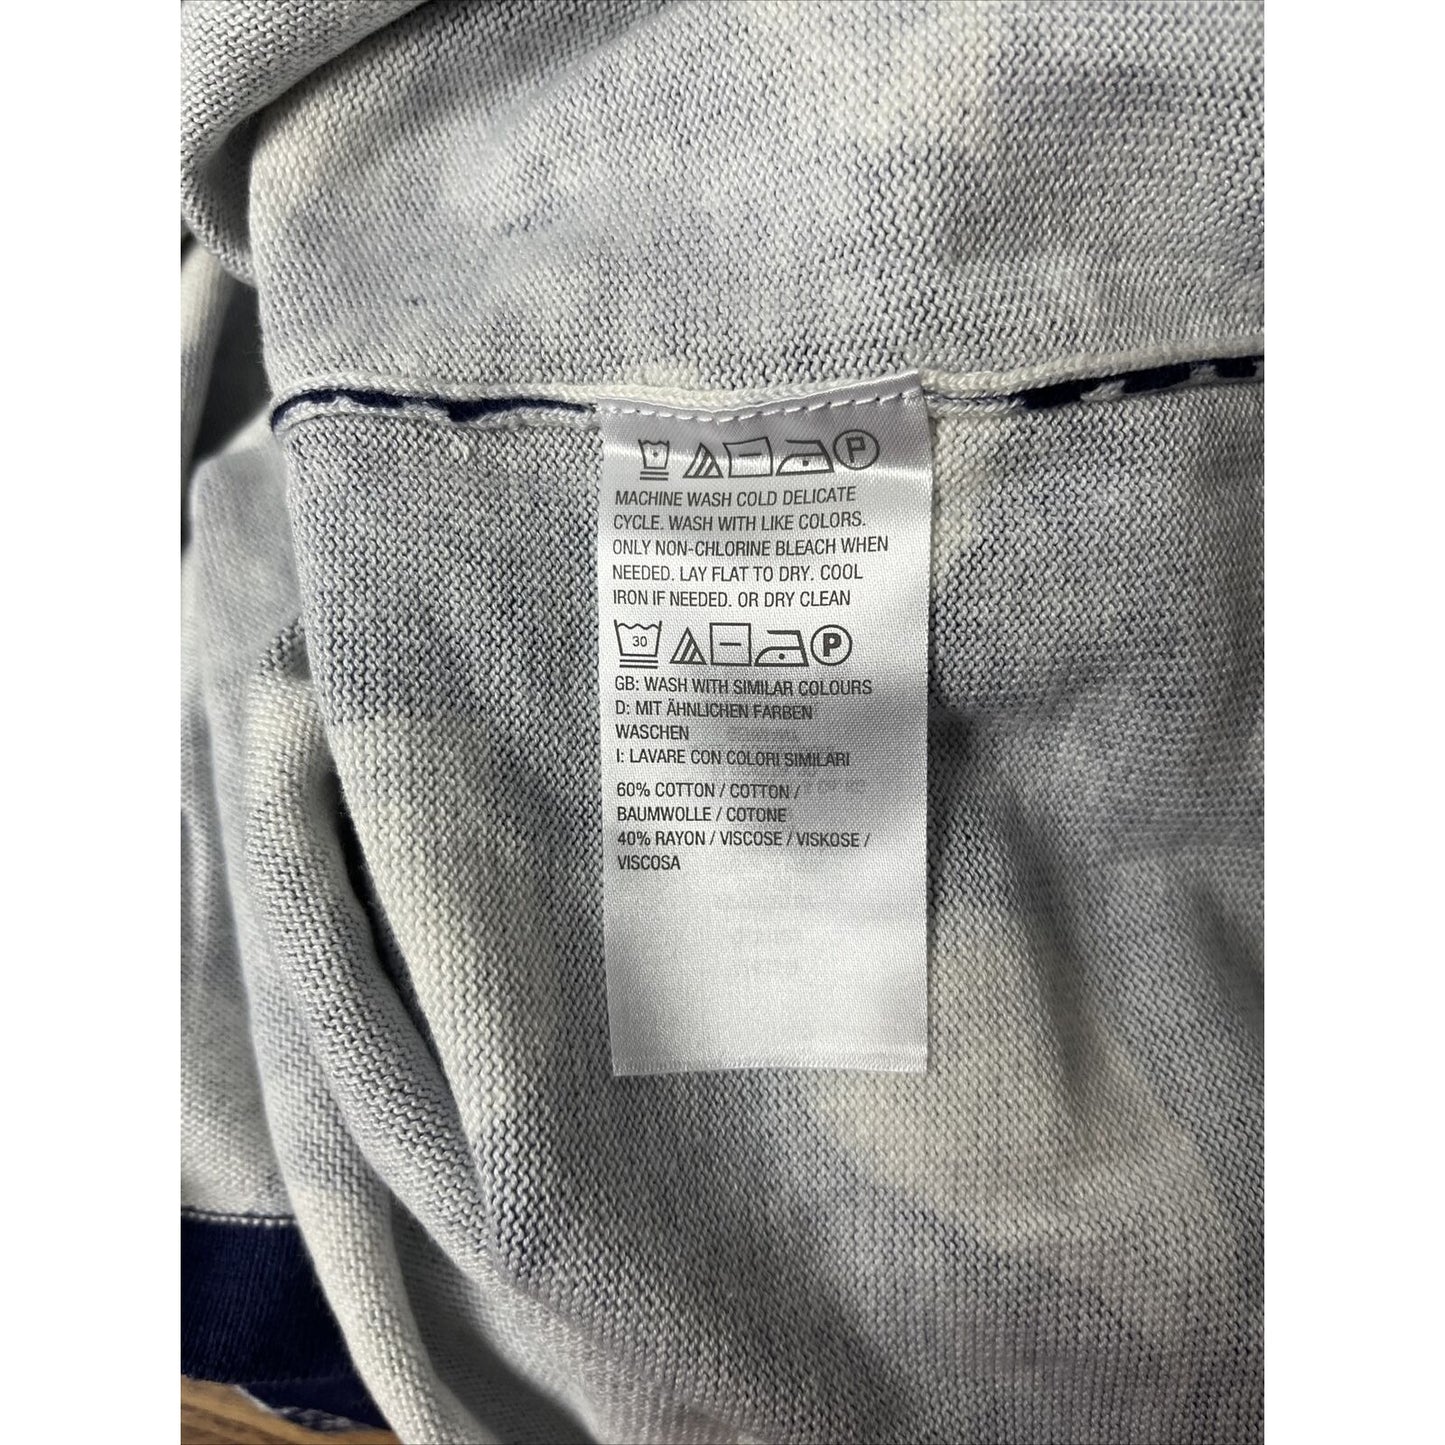 P
MACHINE WASH COLD DELICATE
CYCLE. WASH WITH LIKE COLORS.
ONLY NON-CHLORINE BLEACH WHEN
NEEDED. LAY FLAT TO DRY. COOL
IRON IF NEEDED. OR DRY CLEAN
30 P
GB: WASH WITH SIMILAR COLOURS
D: MIT ÄHNLICHEN FARBEN
WASCHEN
I: LAVARE CON COLORI SIMILARI
60% COTTON / COTTON /
BAUMWOLLE / COTONE
40% RAYON / VISCOSE / VISKOSE /
VISCOSA